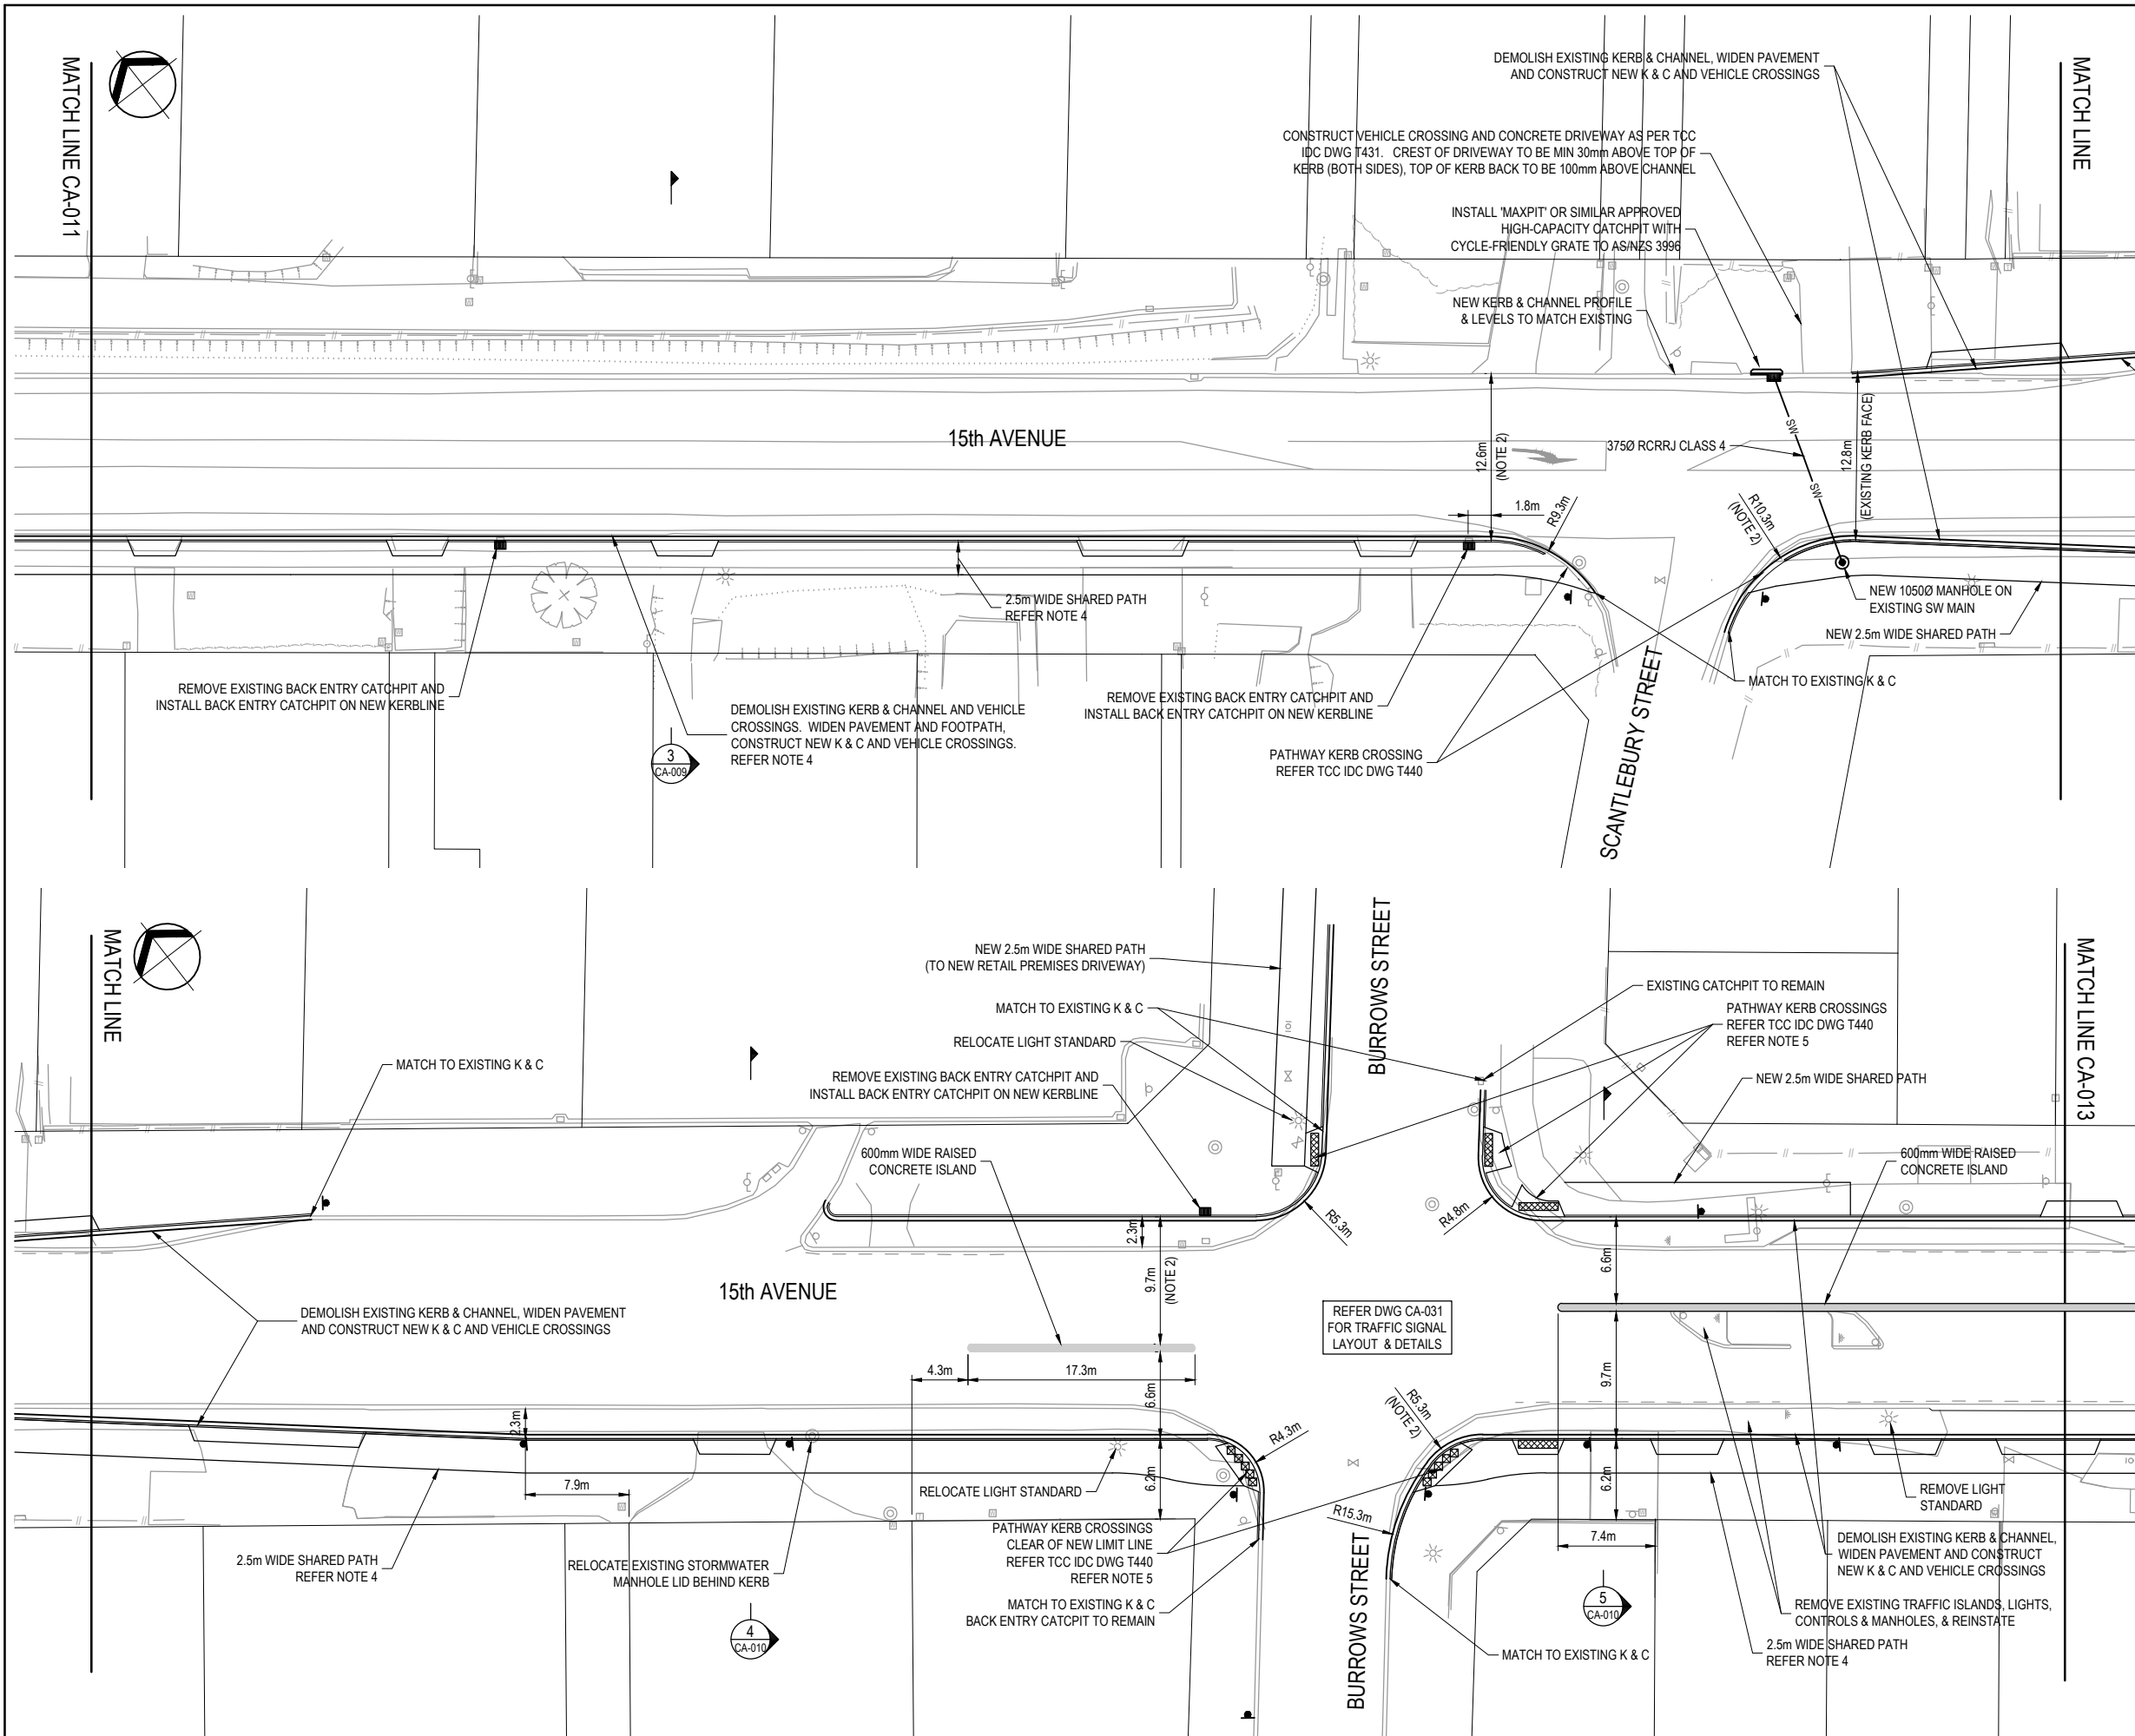 MATCH LINE CA-011
DEMOLISH EXISTING KERB & CHANNEL, WIDEN PAVEMENT
AND CONSTRUCT NEW K & C AND VEHICLE CROSSINGS
MATCH LINE
CONSTRUCT VEHICLE CROSSING AND CONCRETE DRIVEWAY AS PER TCC
IDC DWG T431. CREST OF DRIVEWAY TO BE MIN 30mm ABOVE TOP OF
KERB (BOTH SIDES), TOP OF KERB BACK TO BE 100mm ABOVE CHANNEL
INSTALL 'MAXPIT' OR SIMILAR APPROVED
HIGH-CAPACITY CATCHPIT WITH
CYCLE-FRIENDLY GRATE TO AS/NZS 3996
NEW KERB & CHANNEL PROFILE
& LEVELS TO MATCH EXISTING
15th AVENUE
12.6m
(NOTE 2)
375Ø RCRRJ CLASS 4
SW
SW
12.8m
(EXISTING KERB FACE)
1.8m
R9.3m
R10.3m
(NOTE 2)
2.5m WIDE SHARED PATH
REFER NOTE 4
NEW 1050Ø MANHOLE ON
EXISTING SW MAIN
NEW 2.5m WIDE SHARED PATH
MATCH TO EXISTING K & C
REMOVE EXISTING BACK ENTRY CATCHPIT AND
INSTALL BACK ENTRY CATCHPIT ON NEW KERBLINE
DEMOLISH EXISTING KERB & CHANNEL AND VEHICLE
CROSSINGS. WIDEN PAVEMENT AND FOOTPATH,
CONSTRUCT NEW K & C AND VEHICLE CROSSINGS.
REFER NOTE 4
3
CA-009
REMOVE EXISTING BACK ENTRY CATCHPIT AND
INSTALL BACK ENTRY CATCHPIT ON NEW KERBLINE
PATHWAY KERB CROSSING
REFER TCC IDC DWG T440
SCANTLEBURY STREET
MATCH LINE
NEW 2.5m WIDE SHARED PATH
(TO NEW RETAIL PREMISES DRIVEWAY)
BURROWS STREET
MATCH TO EXISTING K & C
EXISTING CATCHPIT TO REMAIN
PATHWAY KERB CROSSINGS
REFER TCC IDC DWG T440
REFER NOTE 5
MATCH LINE CA-013
RELOCATE LIGHT STANDARD
MATCH TO EXISTING K & C
REMOVE EXISTING BACK ENTRY CATCHPIT AND
INSTALL BACK ENTRY CATCHPIT ON NEW KERBLINE
NEW 2.5m WIDE SHARED PATH
600mm WIDE RAISED
CONCRETE ISLAND
600mm WIDE RAISED
CONCRETE ISLAND
R5.3m
R4.8m
2.3m
9.7m
(NOTE 2)
6.6m
15th AVENUE
DEMOLISH EXISTING KERB & CHANNEL, WIDEN PAVEMENT
AND CONSTRUCT NEW K & C AND VEHICLE CROSSINGS
REFER DWG CA-031
FOR TRAFFIC SIGNAL
LAYOUT & DETAILS
4.3m
17.3m
6.6m
9.7m
2.3m
R4.3m
R5.3m
(NOTE 2)
6.2m
6.2m
7.9m
RELOCATE LIGHT STANDARD
R15.3m
REMOVE LIGHT
STANDARD
7.4m
PATHWAY KERB CROSSINGS
CLEAR OF NEW LIMIT LINE
REFER TCC IDC DWG T440
REFER NOTE 5
2.5m WIDE SHARED PATH
REFER NOTE 4
RELOCATE EXISTING STORMWATER
MANHOLE LID BEHIND KERB
DEMOLISH EXISTING KERB & CHANNEL,
WIDEN PAVEMENT AND CONSTRUCT
NEW K & C AND VEHICLE CROSSINGS
MATCH TO EXISTING K & C
BACK ENTRY CATCPIT TO REMAIN
4
CA-010
5
CA-010
REMOVE EXISTING TRAFFIC ISLANDS, LIGHTS,
CONTROLS & MANHOLES, & REINSTATE
BURROWS STREET
MATCH TO EXISTING K & C
2.5m WIDE SHARED PATH
REFER NOTE 4